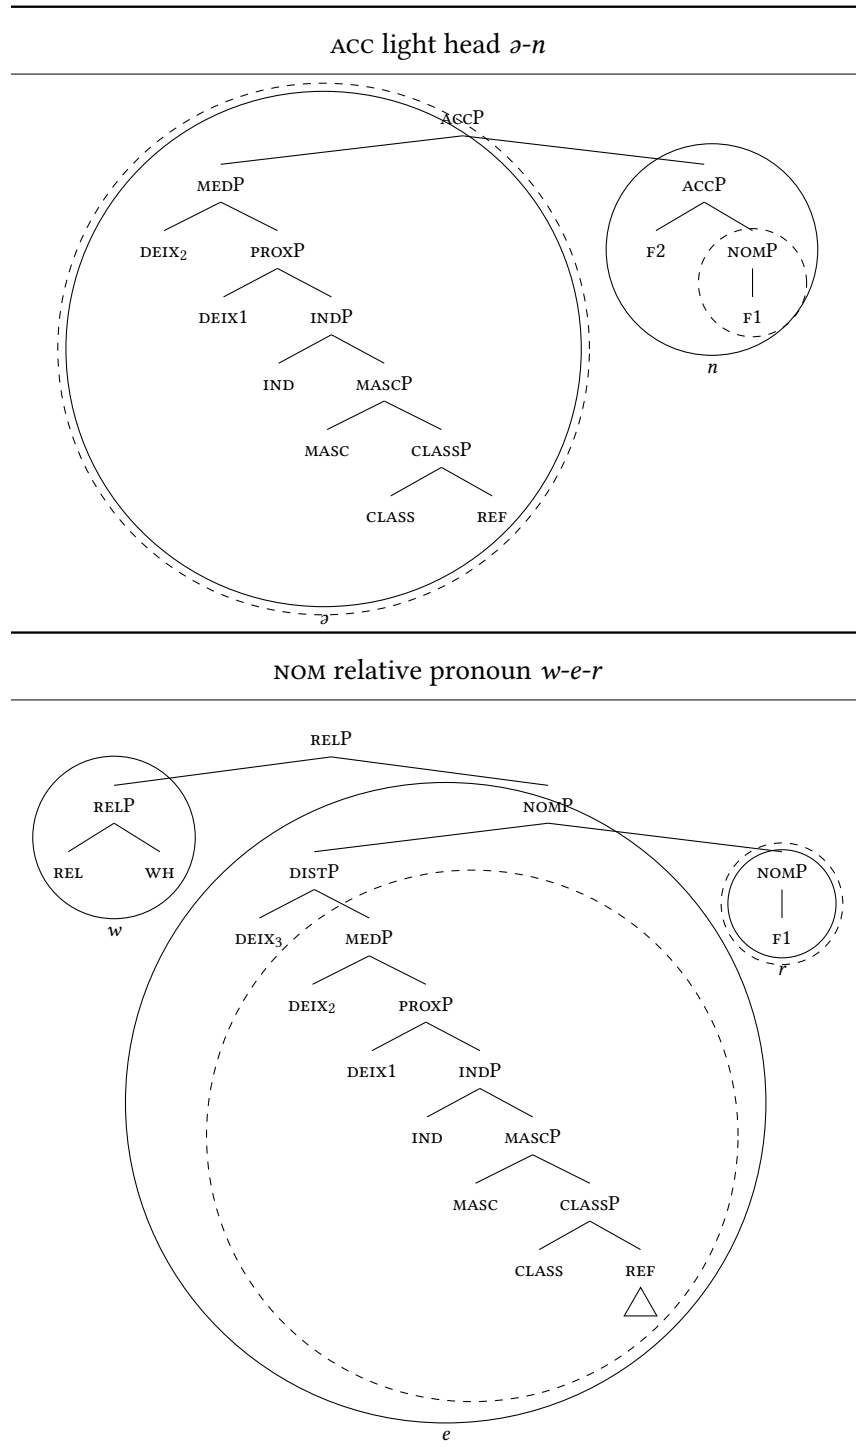 ACC light head ə-n
ACCP
MEDP ACCP
DEIX₂ PROXP F2 NOMP
DEIX1 INDP F1
IND MASCP n
MASC CLASSP
CLASS REF
ə
NOM relative pronoun w-e-r
RELP
RELP NOMP
REL WH DISTP NOMP
w DEIX₃ MEDP F1
r
DEIX₂ PROXP
DEIX1 INDP
IND MASCP
MASC CLASSP
CLASS REF
e